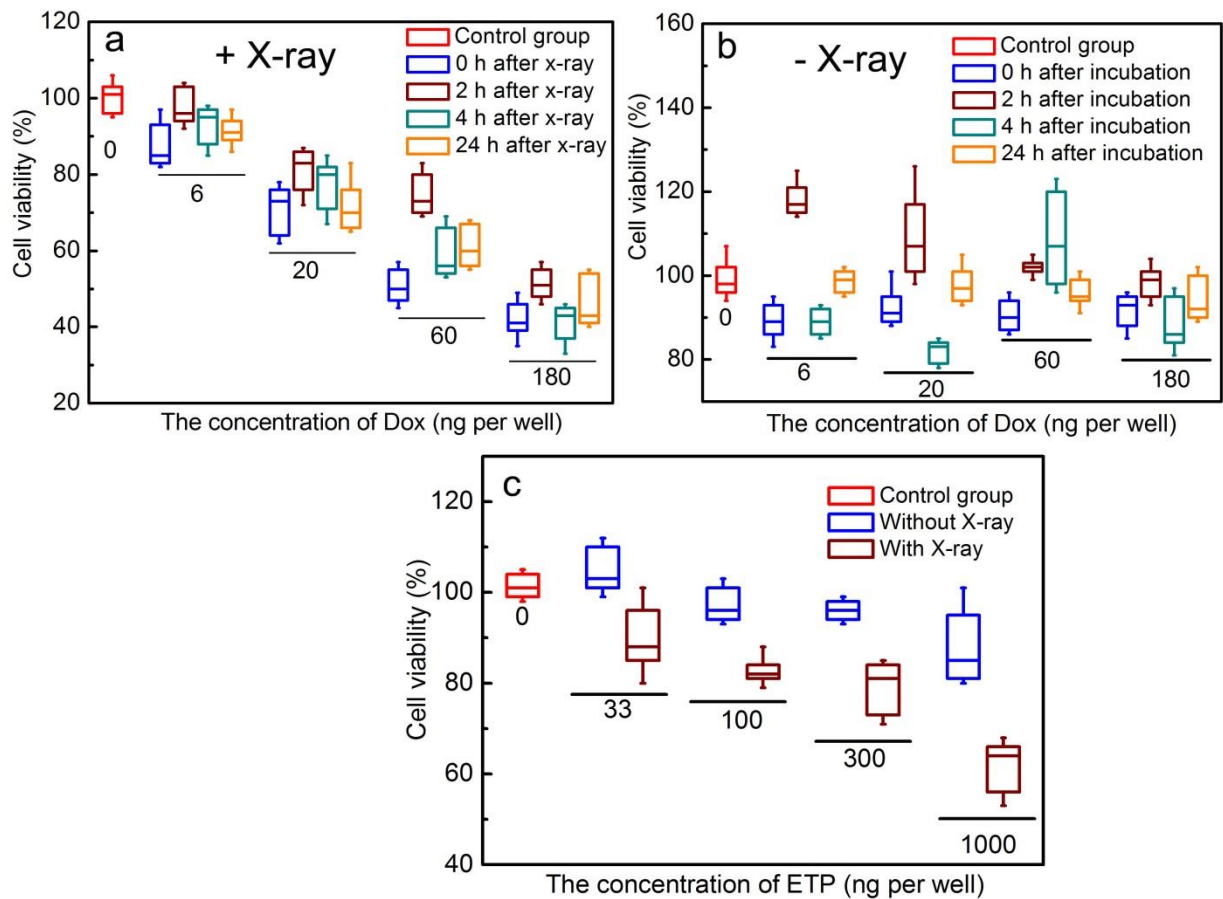 a
+ X-ray
Control group
0 h after x-ray
2 h after x-ray
4 h after x-ray
24 h after x-ray
120
100
80
60
40
20
Cell viability (%)
0
6
20
60
180
The concentration of Dox (ng per well)
b
- X-ray
Control group
0 h after incubation
2 h after incubation
4 h after incubation
24 h after incubation
160
140
120
100
80
Cell viability (%)
0
6
20
60
180
The concentration of Dox (ng per well)
c
Control group
Without X-ray
With X-ray
120
100
80
60
40
Cell viability (%)
0
33
100
300
1000
The concentration of ETP (ng per well)